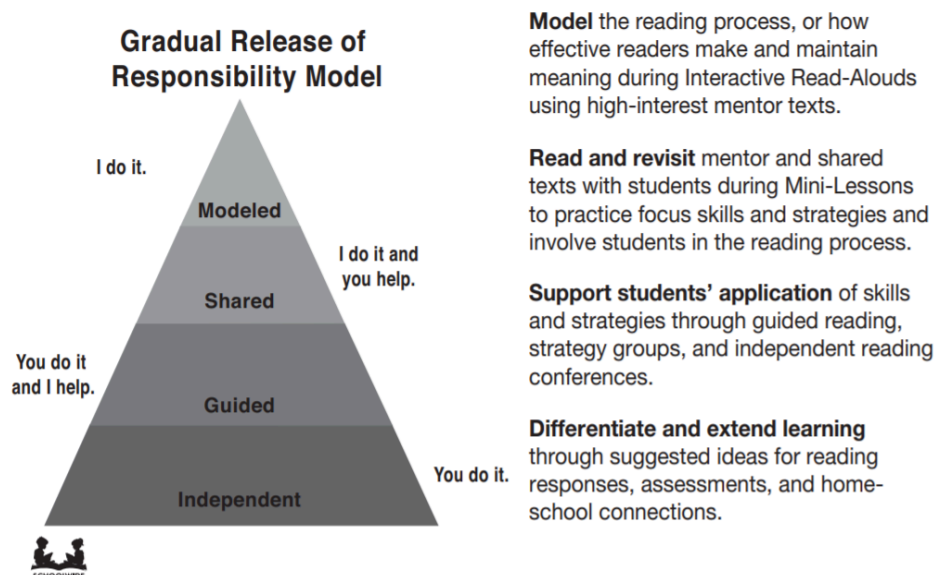 Gradual Release of
Responsibility Model
I do it.
Modeled
I do it and
you help.
Shared
You do it
and I help.
Guided
You do it.
Independent
Model the reading process, or how
effective readers make and maintain
meaning during Interactive Read-Alouds
using high-interest mentor texts.
Read and revisit mentor and shared
texts with students during Mini-Lessons
to practice focus skills and strategies and
involve students in the reading process.
Support students’ application of skills
and strategies through guided reading,
strategy groups, and independent reading
conferences.
Differentiate and extend learning
through suggested ideas for reading
responses, assessments, and home-
school connections.